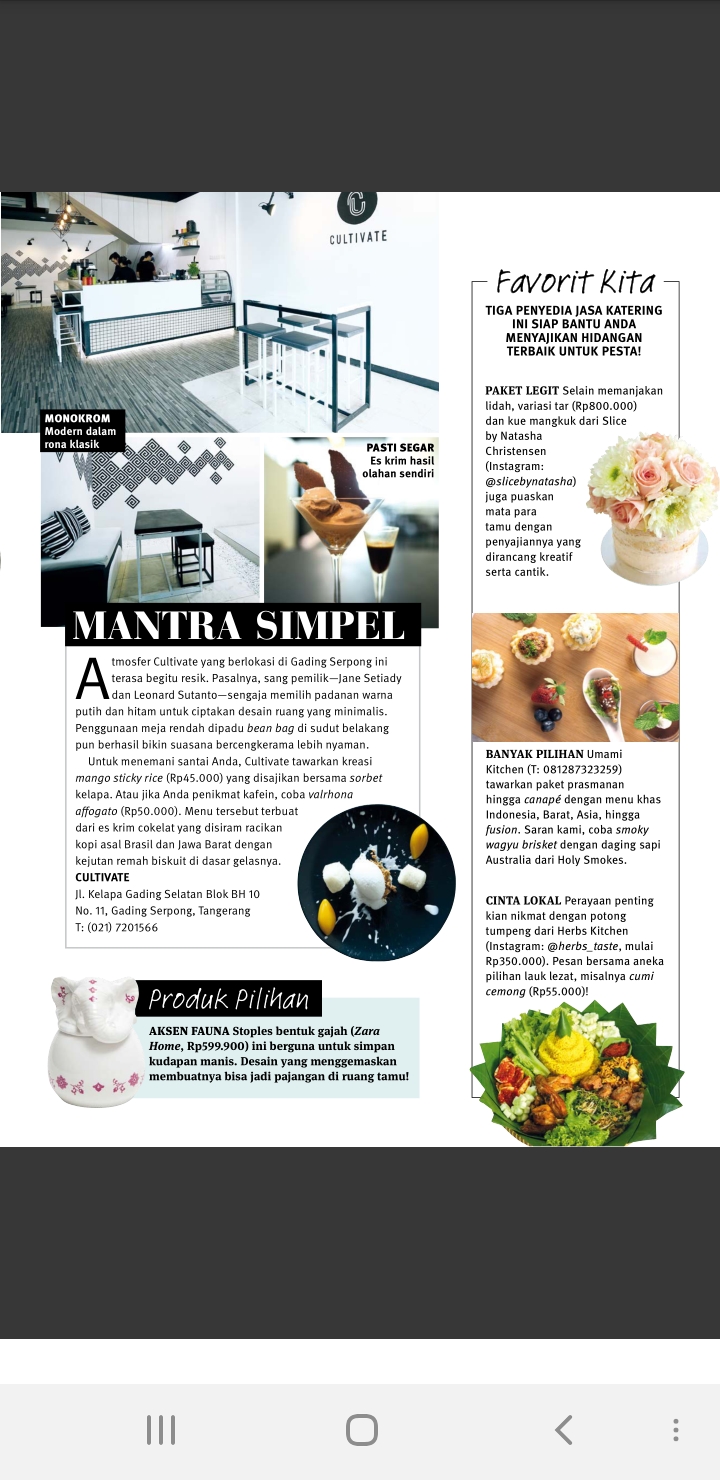 CULTIVATE
MONOKROM
Modern dalam
rona klasik
PASTI SEGAR
Es krim hasil
olahan sendiri
MANTRA SIMPEL
Atmosfer Cultivate yang berlokasi di Gading Serpong ini
terasa begitu resik. Pasalnya, sang pemilik—Jane Setiady
dan Leonard Sutanto—sengaja memilih padanan warna
putih dan hitam untuk ciptakan desain ruang yang minimalis.
Penggunaan meja rendah dipadu bean bag di sudut belakang
pun berhasil bikin suasana bercengkerama lebih nyaman.
Untuk menemani santai Anda, Cultivate tawarkan kreasi
mango sticky rice (Rp45.000) yang disajikan bersama sorbet
kelapa. Atau jika Anda penikmat kafein, coba valrhona
affogato (Rp50.000). Menu tersebut terbuat
dari es krim cokelat yang disiram racikan
kopi asal Brasil dan Jawa Barat dengan
kejutan remah biskuit di dasar gelasnya.
CULTIVATE
Jl. Kelapa Gading Selatan Blok BH 10
No. 11, Gading Serpong, Tangerang
T: (021) 7201566
Produk Pilihan
AKSEN FAUNA Stoples bentuk gajah (Zara
Home, Rp599.900) ini berguna untuk simpan
kudapan manis. Desain yang menggemaskan
membuatnya bisa jadi pajangan di ruang tamu!
Favorit Kita
TIGA PENYEDIA JASA KATERING
INI SIAP BANTU ANDA
MENYAJIKAN HIDANGAN
TERBAIK UNTUK PESTA!
PAKET LEGIT Selain memanjakan
lidah, variasi tar (Rp800.000)
dan kue mangkuk dari Slice
by Natasha
Christensen
(Instagram:
@slicebynatasha)
juga puaskan
mata para
tamu dengan
penyajiannya yang
dirancang kreatif
serta cantik.
BANYAK PILIHAN Umami
Kitchen (T: 081287323259)
tawarkan paket prasmanan
hingga canapé dengan menu khas
Indonesia, Barat, Asia, hingga
fusion. Saran kami, coba smoky
wagyu brisket dengan daging sapi
Australia dari Holy Smokes.
CINTA LOKAL Perayaan penting
kian nikmat dengan potong
tumpeng dari Herbs Kitchen
(Instagram: @herbs_taste, mulai
Rp350.000). Pesan bersama aneka
pilihan lauk lezat, misalnya cumi
cemong (Rp55.000)!